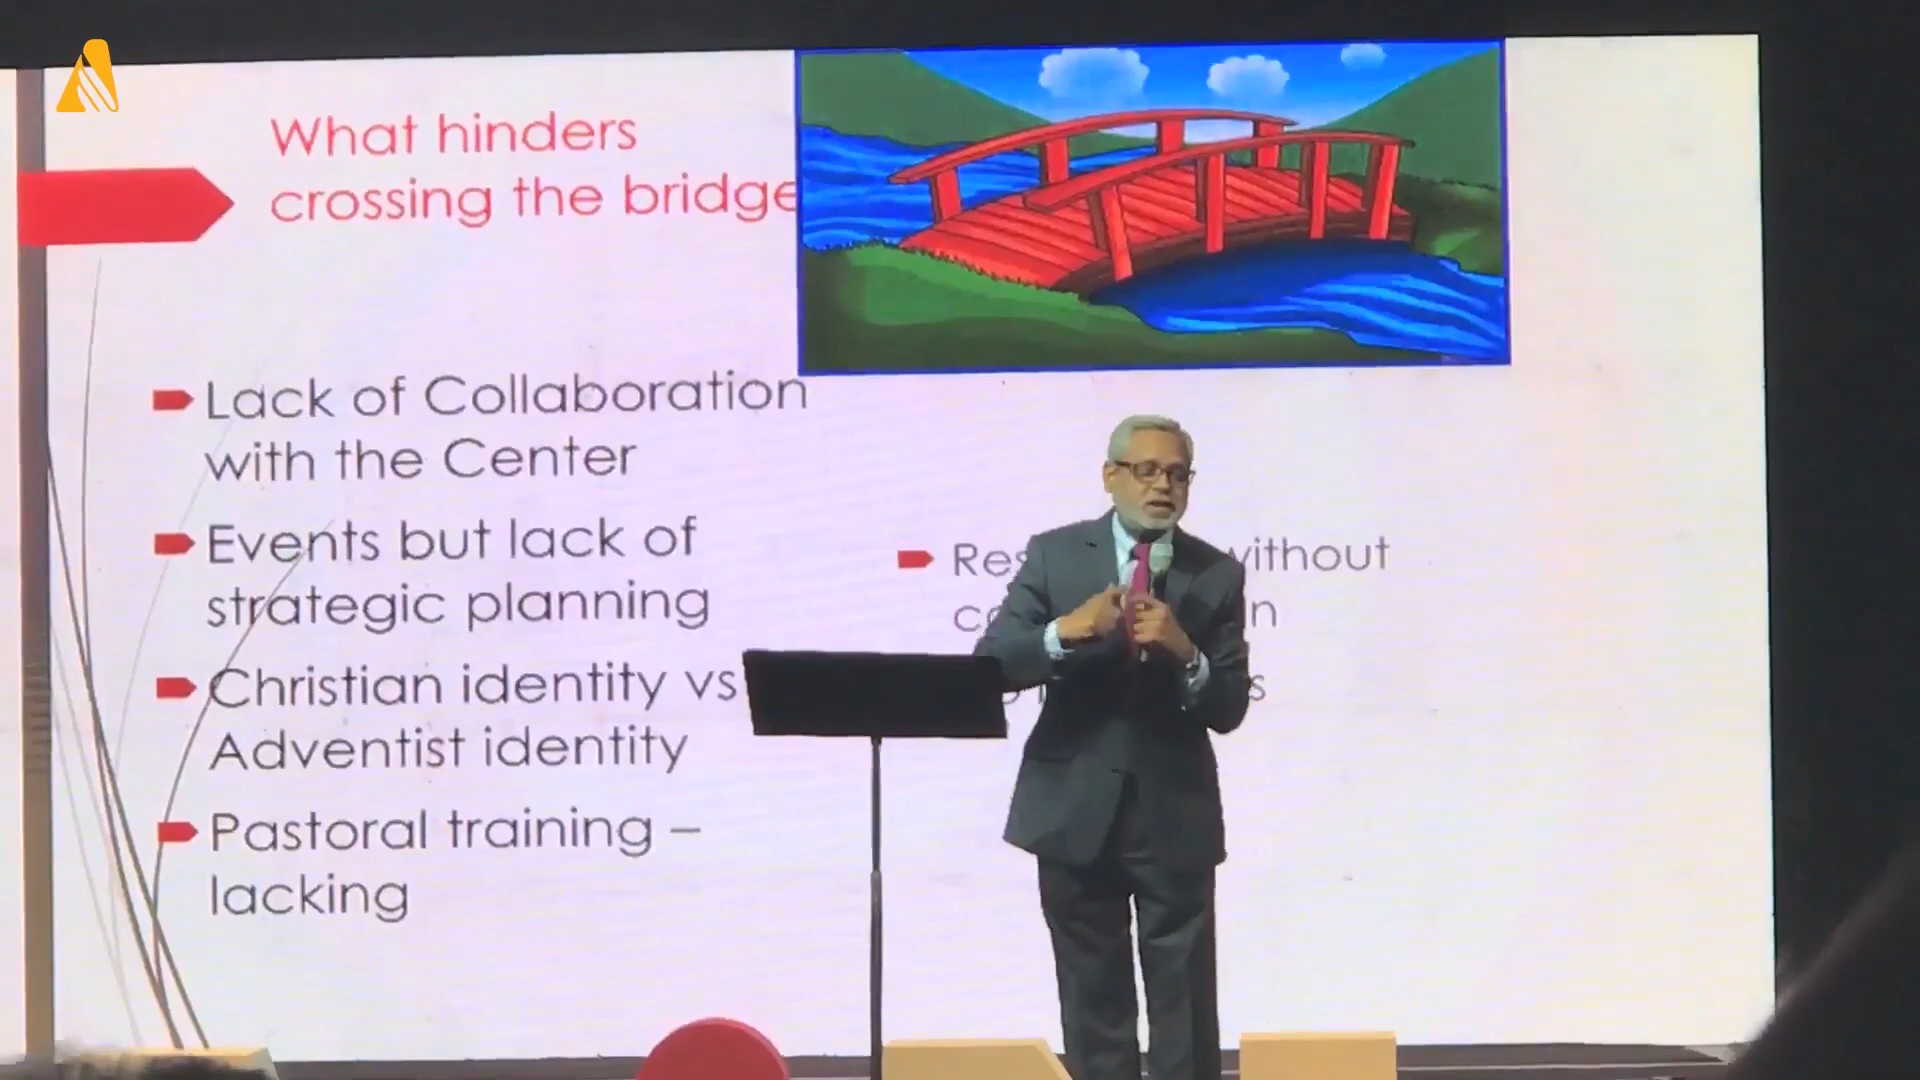 What hinders
crossing the bridge
Lack of Collaboration
with the Center
Events but lack of
strategic planning
Christian identity vs
Adventist identity
Pastoral training –
lacking